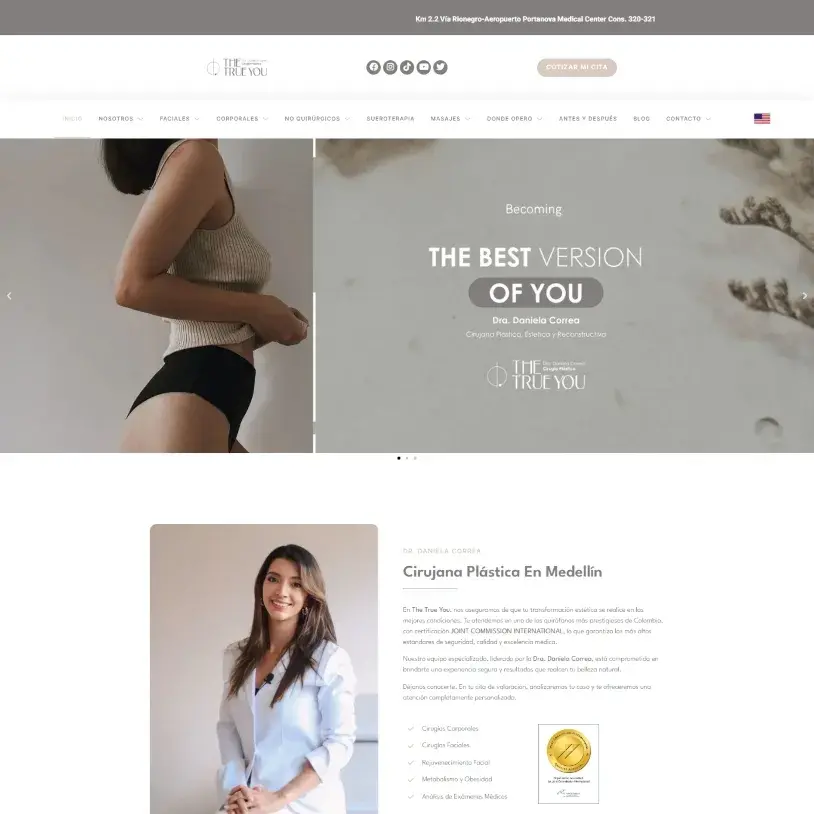 Km 2.2 Vía Rionegro-Aeropuerto Portanova Medical Center Cons. 320-321
THE
TRUE YOU
COTIZAR MI CITA
INICIO NOSOTROS FACIALES CORPORALES NO QUIRÚRGICOS SUEROTERAPIA MASAJES DONDE OPERO ANTES Y DESPUÉS BLOG CONTACTO
Becoming
THE BEST VERSION
OF YOU
Dra. Daniela Correa
Cirujana Plástica, Estética y Reconstructiva
THE Dra. Daniela Correa
Cirugía Plástica
TRUE YOU
DR. DANIELA CORREA
Cirujana Plástica En Medellín
En The True You, nos aseguramos de que tu transformación estética se realice en las
mejores condiciones. Tu atendemos en uno de los quirófanos más prestigiosos de Colombia,
con certificación JOINT COMMISSION INTERNATIONAL, lo que garantiza los más altos
estándares de seguridad, calidad y excelencia médica.
Nuestro equipo especializado, liderado por la Dra. Daniela Correa, está comprometido en
brindarte una experiencia segura y resultados que realcen tu belleza natural.
Déjanos conocerte. En tu cita de valoración, analizaremos tu caso y te ofreceremos una
atención completamente personalizada.
Cirugías Corporales
Cirugías Faciales
Rejuvenecimiento Facial
Metabolismo y Obesidad
Análisis de Exámenes Médicos